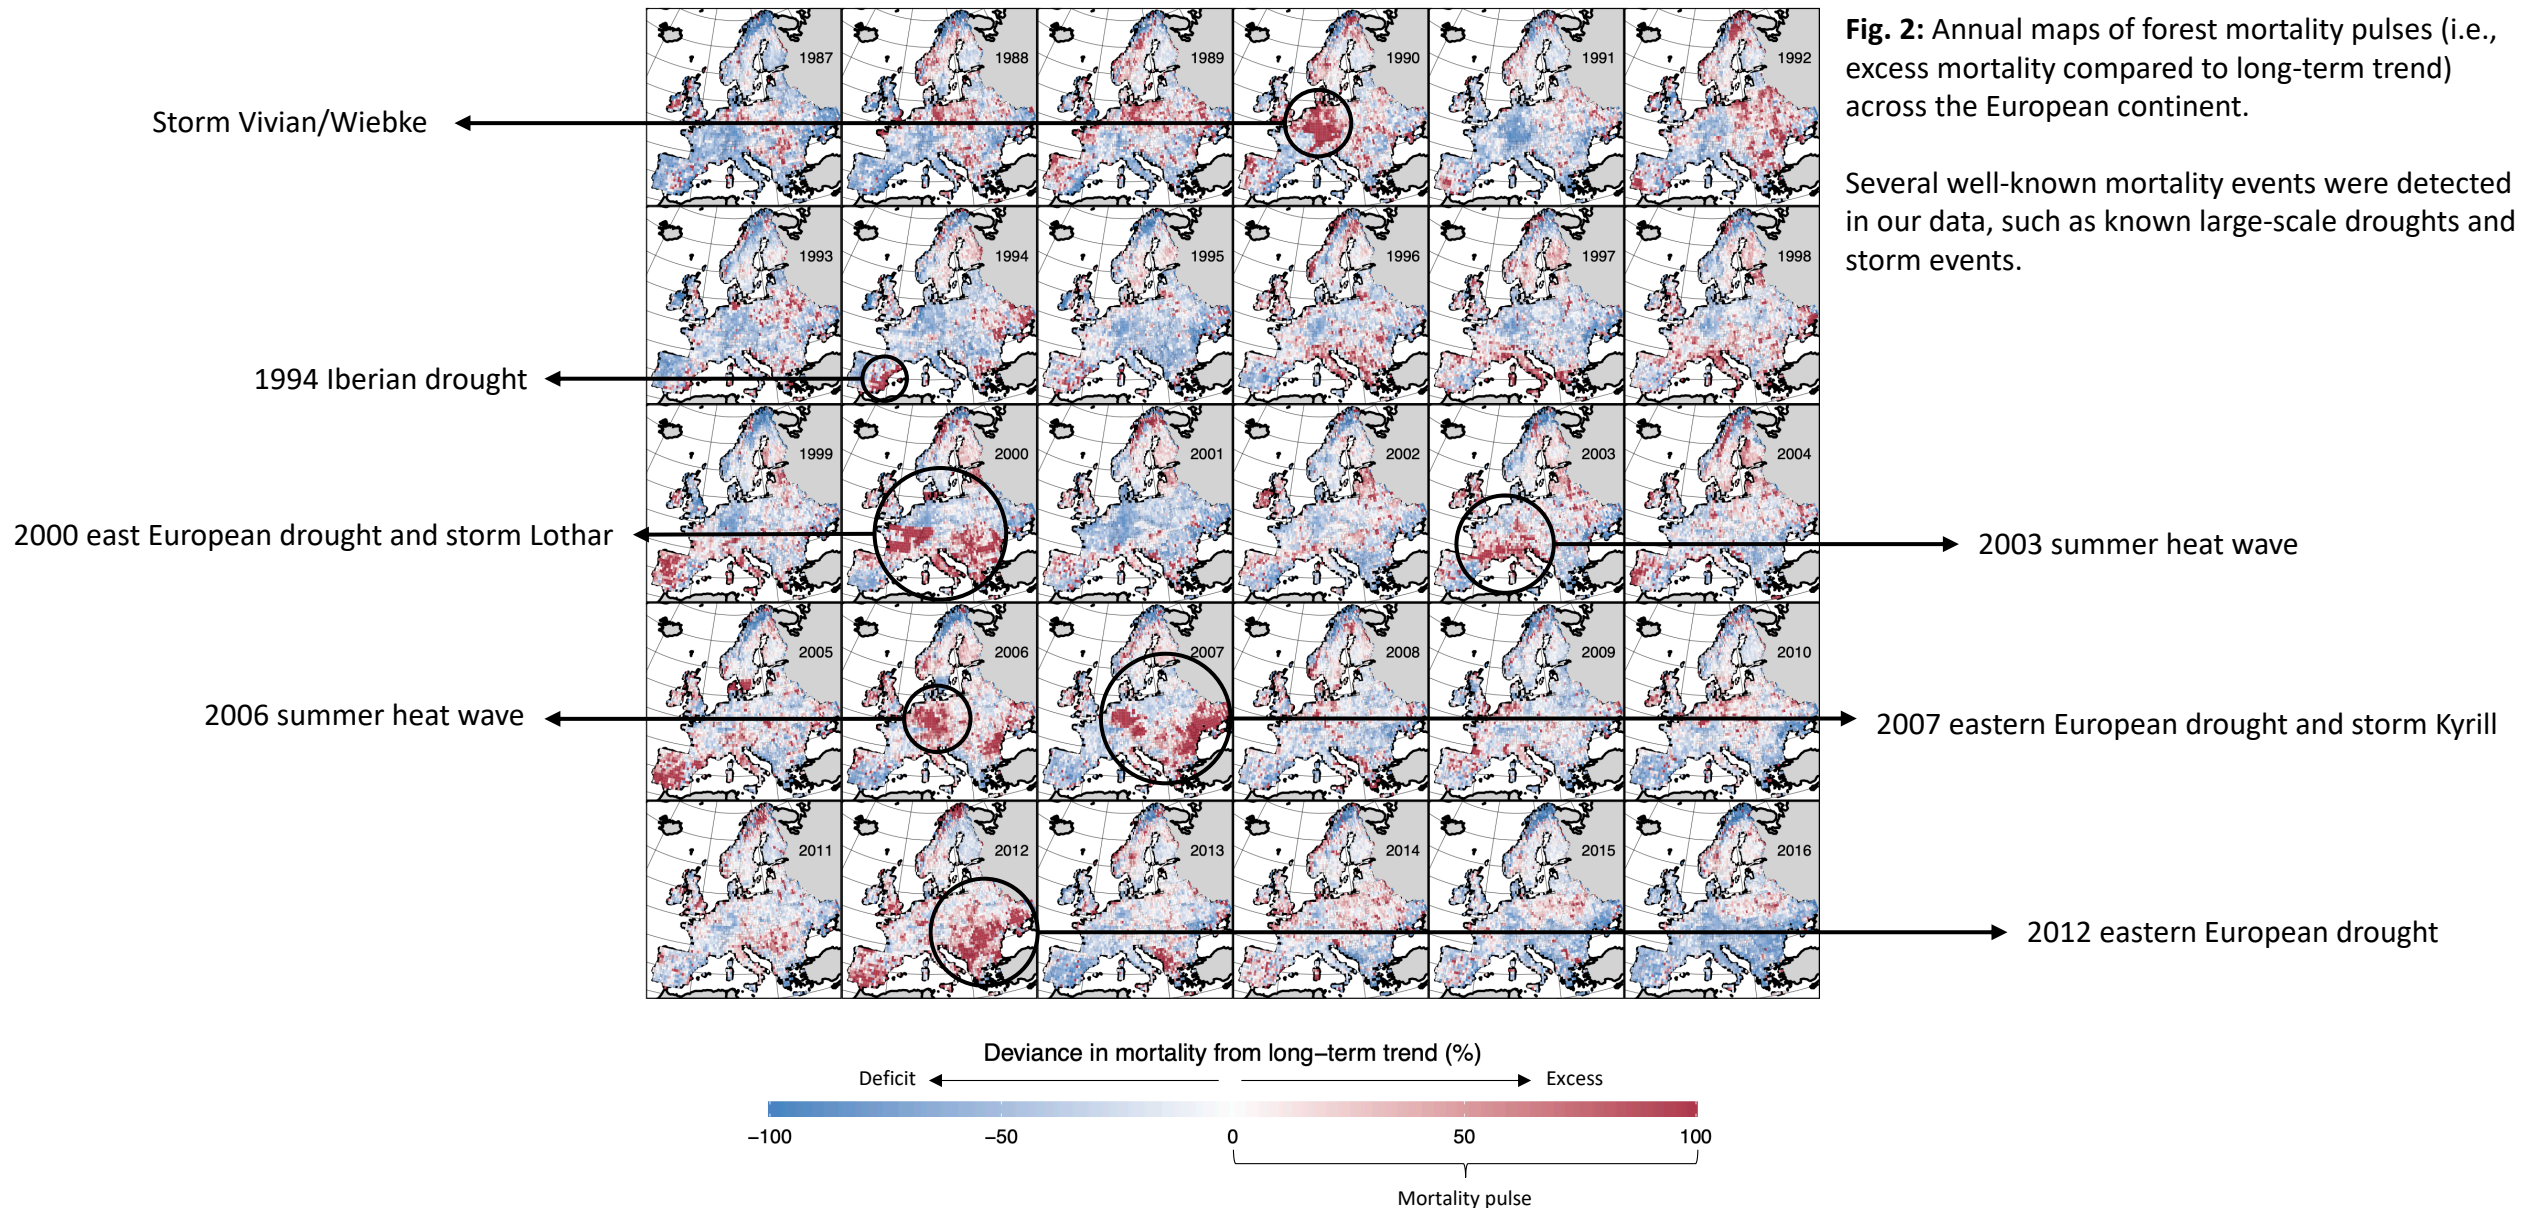 Fig. 2: Annual maps of forest mortality pulses (i.e.,
excess mortality compared to long-term trend)
across the European continent.
Several well-known mortality events were detected
in our data, such as known large-scale droughts and
storm events.
1987
1988
1989
1990
1991
1992
Storm Vivian/Wiebke
1993
1994
1995
1996
1997
1998
1994 Iberian drought
1999
2000
2001
2002
2003
2004
2000 east European drought and storm Lothar
2003 summer heat wave
2005
2006
2007
2008
2009
2010
2006 summer heat wave
2007 eastern European drought and storm Kyrill
2011
2012
2013
2014
2015
2016
2012 eastern European drought
Deviance in mortality from long−term trend (%)
Deficit
Excess
−100
−50
0
50
100
Mortality pulse